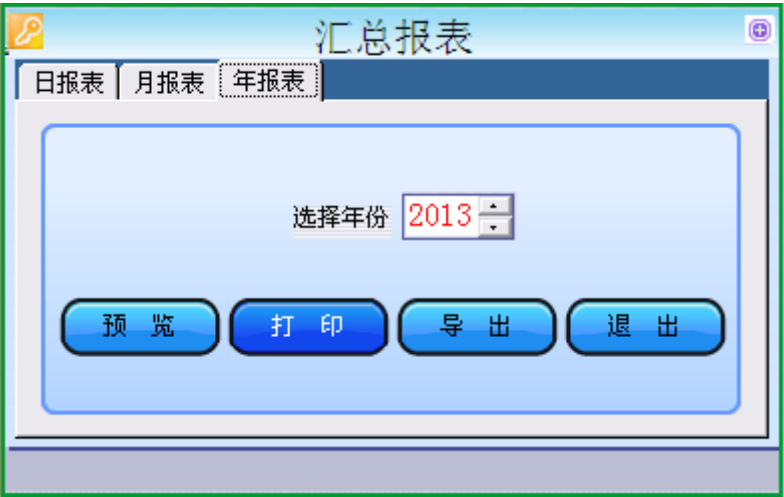 汇总报表
日报表 月报表 年报表
选择年份 2013
预 览 打 印 导 出 退 出